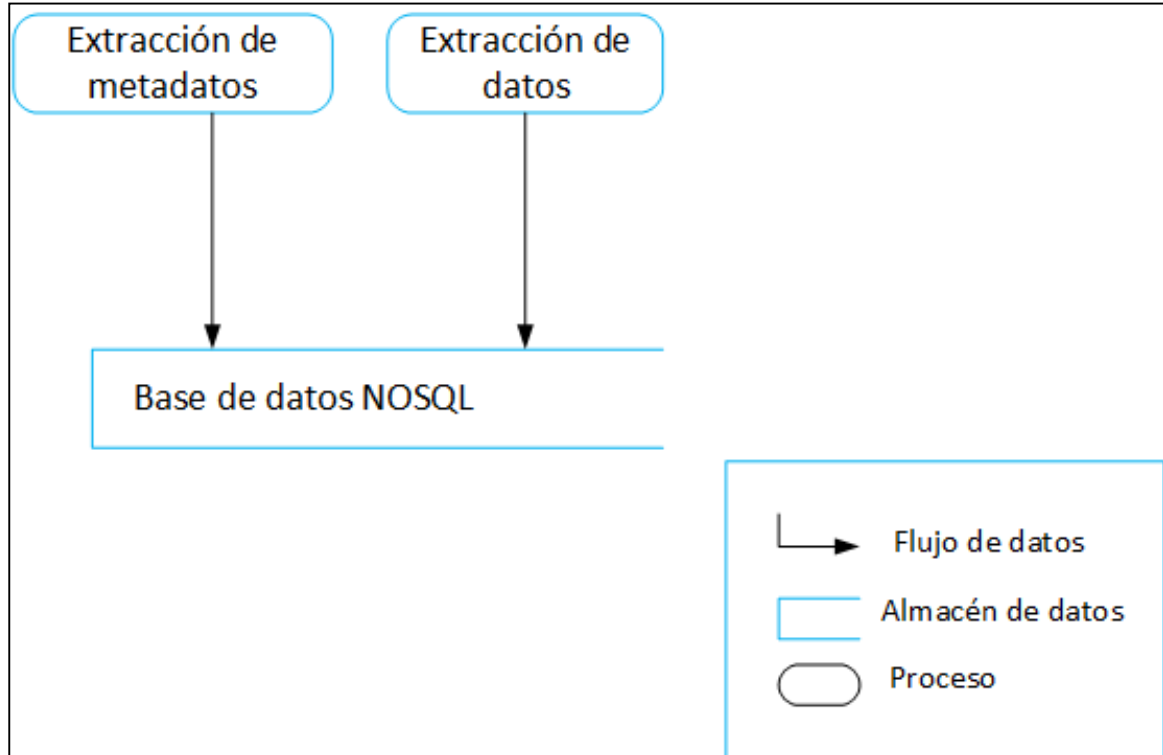 Extracción de
metadatos
Extracción de
datos
Base de datos NOSQL
Flujo de datos
Almacén de datos
Proceso